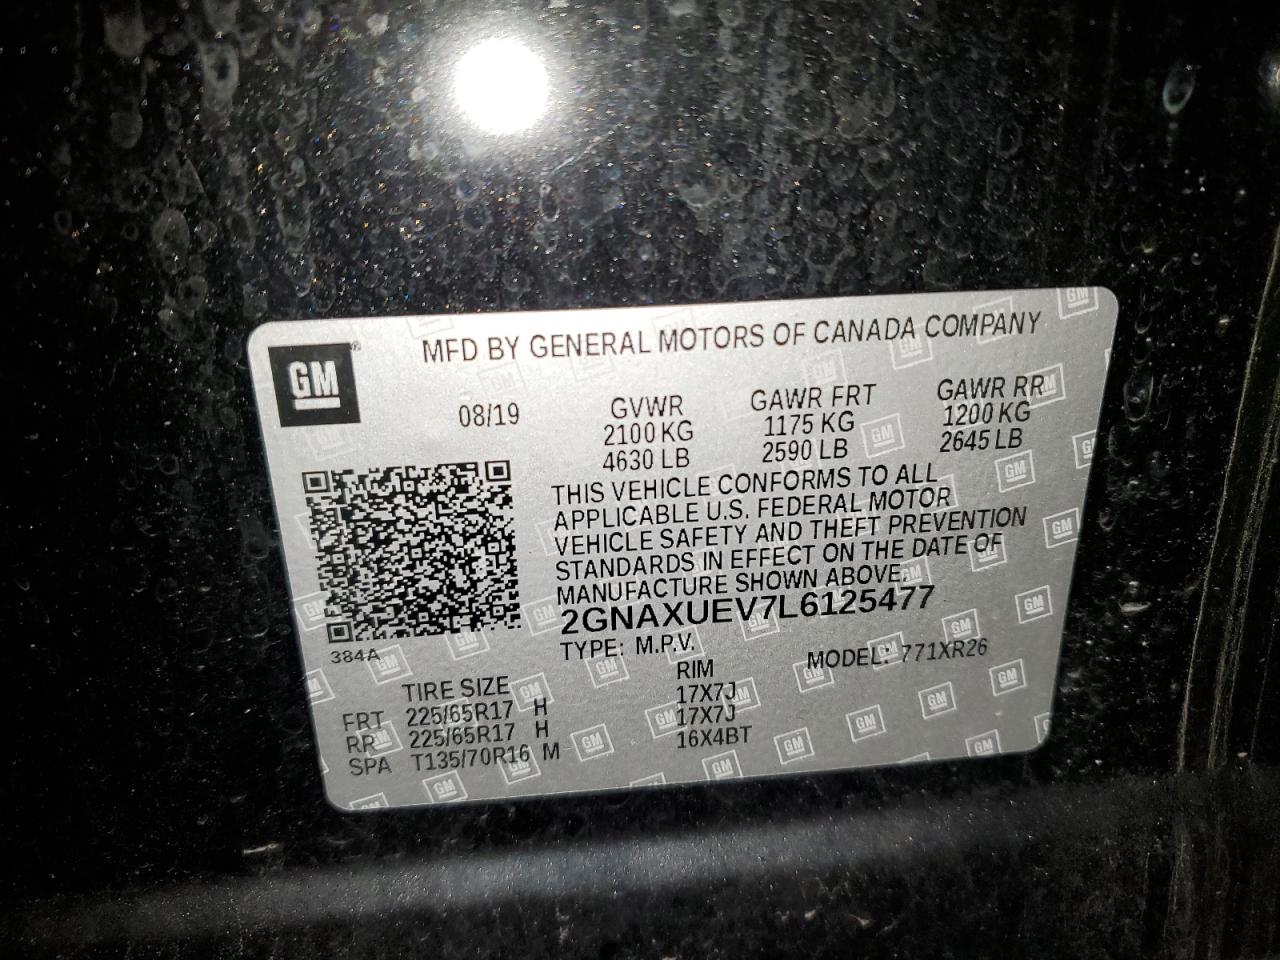 GM
MFD BY GENERAL MOTORS OF CANADA COMPANY
08/19
GVWR GAWR FRT GAWR RR
2100 KG 1175 KG 1200 KG
4630 LB 2590 LB 2645 LB
THIS VEHICLE CONFORMS TO ALL
APPLICABLE U.S. FEDERAL MOTOR
VEHICLE SAFETY AND THEFT PREVENTION
STANDARDS IN EFFECT ON THE DATE OF
MANUFACTURE SHOWN ABOVE.
2GNAXUEV7L6125477
384A
TYPE: M.P.V. MODEL: 771XR26
TIRE SIZE RIM
FRT 225/65R17 H 17X7J
RR 225/65R17 H 17X7J
SPA T135/70R16 M 16X4BT